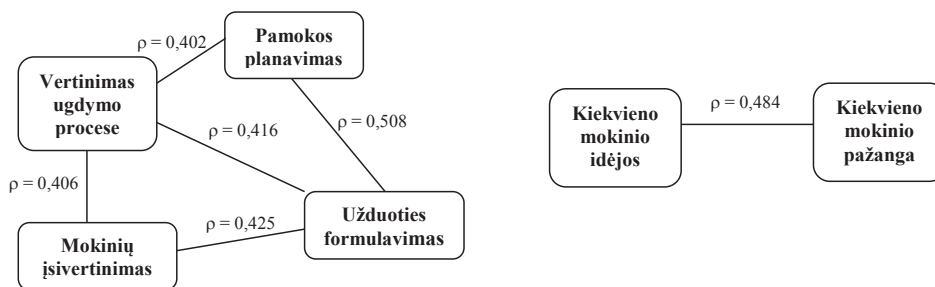 ρ = 0,402
Pamokos
planavimas
Vertinimas
ugdymo
procese
ρ = 0,416
ρ = 0,508
ρ = 0,406
Mokinių
įsivertinimas
ρ = 0,425
Užduoties
formulavimas
Kiekvieno
mokinio
idėjos
ρ = 0,484
Kiekvieno
mokinio
pažanga